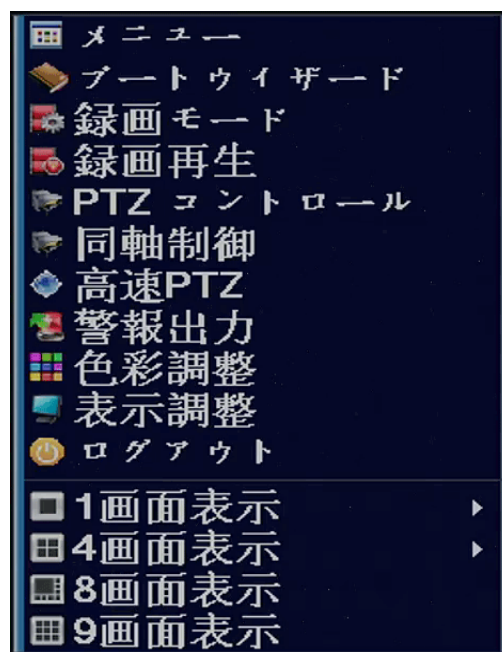 メニュー
ブートウィザード
録画モード
録画再生
PTZ コントロール
同軸制御
高速PTZ
警報出力
色彩調整
表示調整
ログアウト
1画面表示
4画面表示
8画面表示
9画面表示